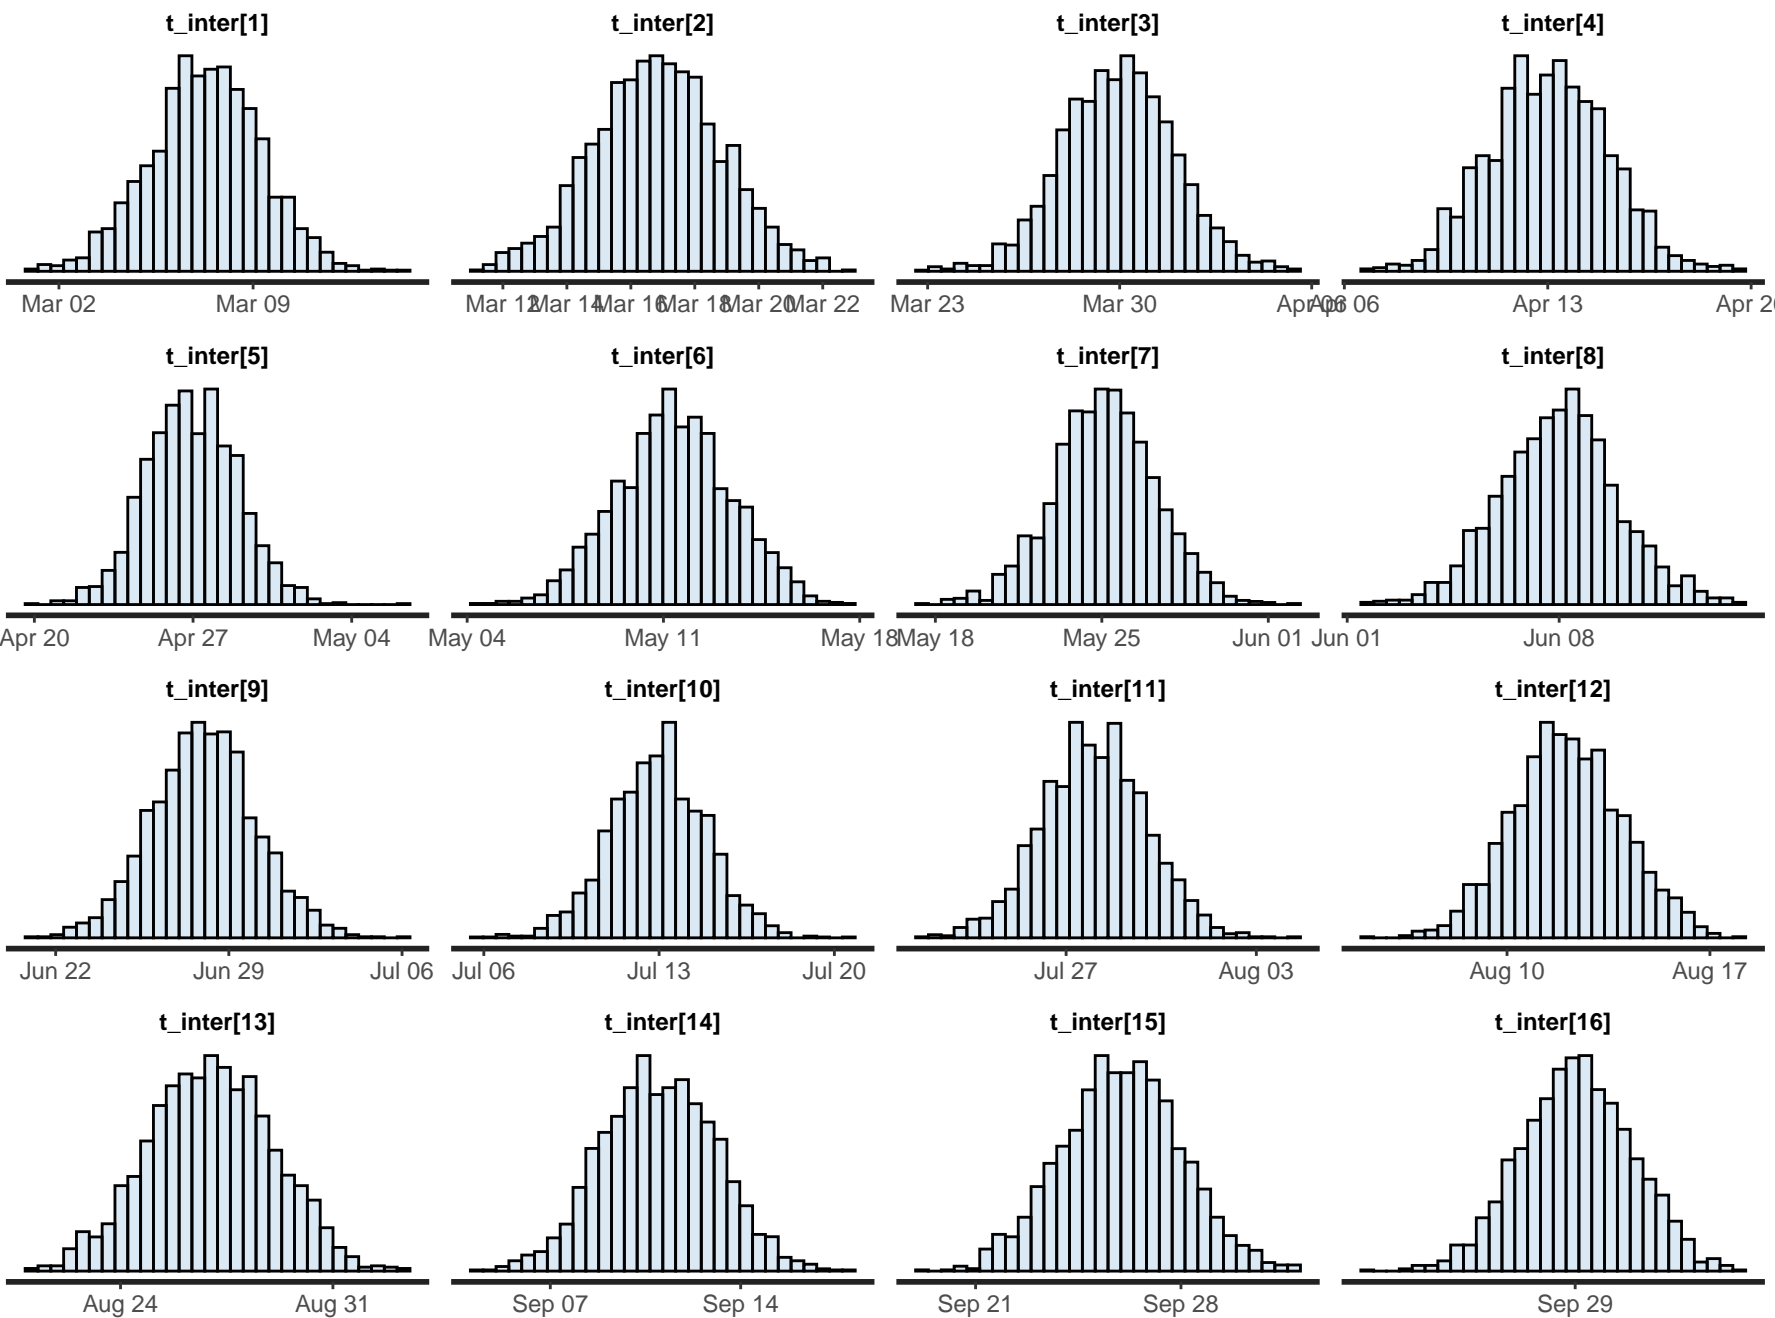 t_inter[1] t_inter[2] t_inter[3] t_inter[4]
Mar 02 Mar 09 Mar 12 Mar 14 Mar 16 Mar 18 Mar 20 Mar 22 Mar 23 Mar 30 Apr 06 Apr 06 Apr 13 Apr 20
t_inter[5] t_inter[6] t_inter[7] t_inter[8]
Apr 20 Apr 27 May 04 May 04 May 11 May 18 May 18 May 25 Jun 01 Jun 01 Jun 08
t_inter[9] t_inter[10] t_inter[11] t_inter[12]
Jun 22 Jun 29 Jul 06 Jul 06 Jul 13 Jul 20 Jul 27 Aug 03 Aug 10 Aug 17
t_inter[13] t_inter[14] t_inter[15] t_inter[16]
Aug 24 Aug 31 Sep 07 Sep 14 Sep 21 Sep 28 Sep 29